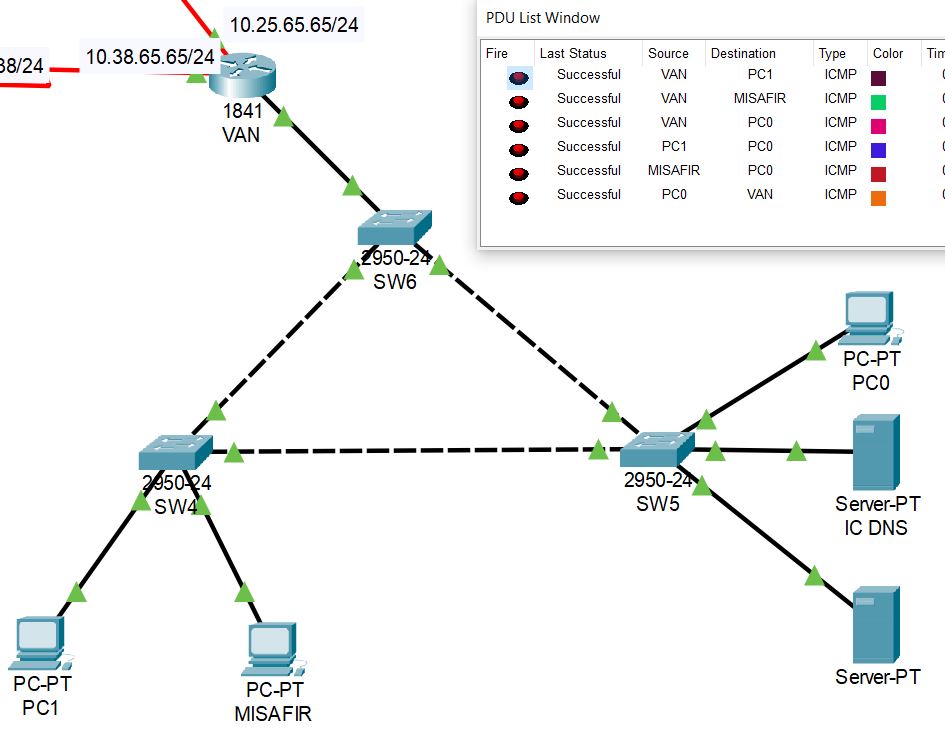 10.25.65.65/24
38/24
10.38.65.65/24
1841
VAN
2950-24
SW6
2950-24
SW4
2950-24
SW5
PC-PT
PC0
Server-PT
IC DNS
Server-PT
PC-PT
PC1
PC-PT
MISAFIR
PDU List Window
Fire Last Status Source Destination Type Color Tim
Successful VAN PC1 ICMP 0
Successful VAN MISAFIR ICMP 0
Successful VAN PC0 ICMP 0
Successful PC1 PC0 ICMP 0
Successful MISAFIR PC0 ICMP 0
Successful PC0 VAN ICMP 0